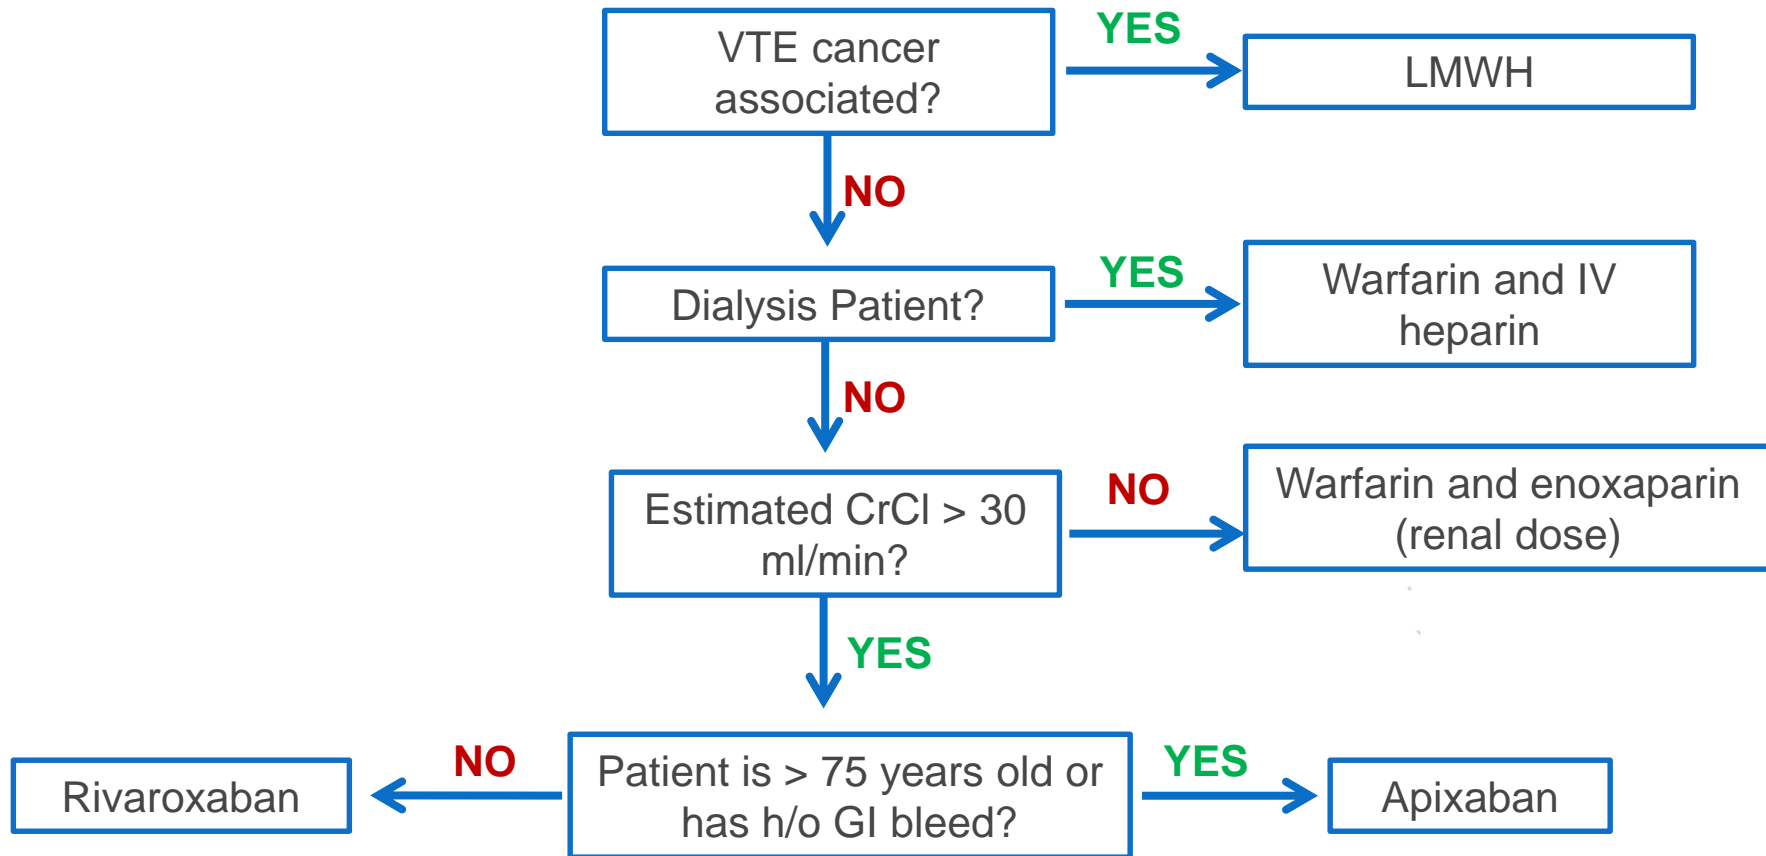 VTE cancer
associated?
YES
LMWH
NO
Dialysis Patient?
YES
Warfarin and IV
heparin
NO
Estimated CrCl > 30
ml/min?
NO
Warfarin and enoxaparin
(renal dose)
YES
Patient is > 75 years old or
has h/o GI bleed?
NO
Rivaroxaban
YES
Apixaban